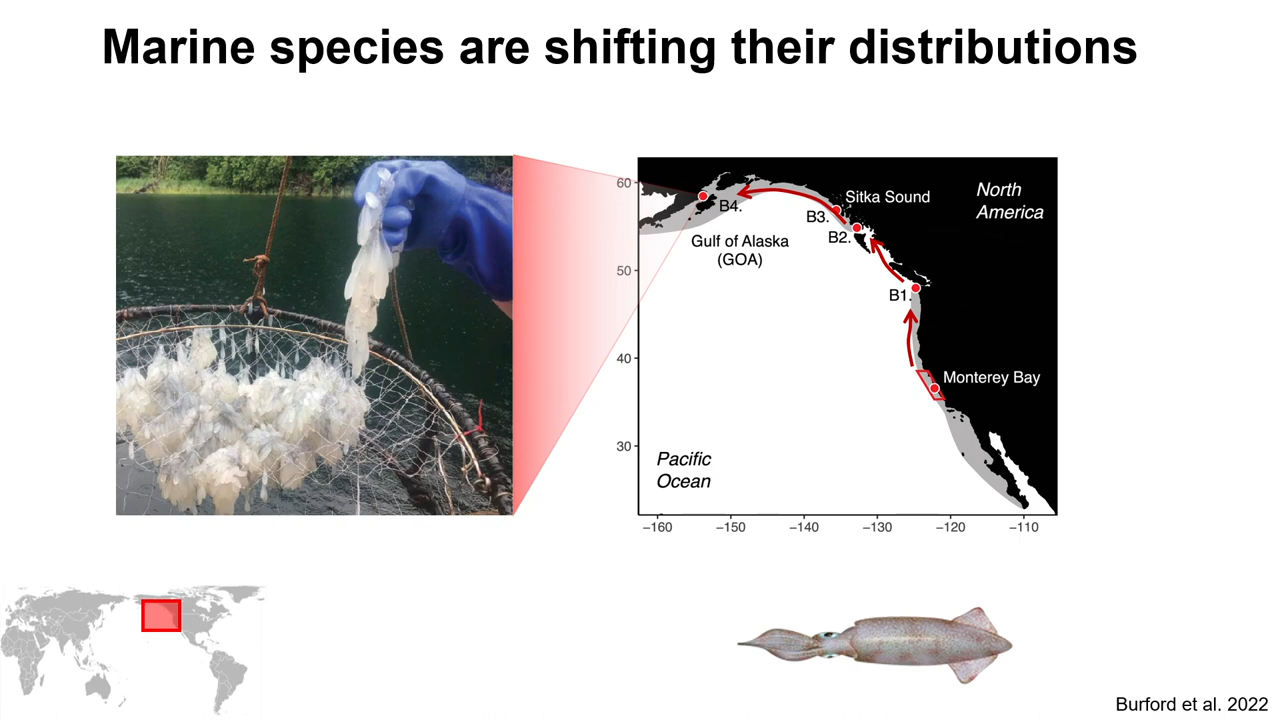 Marine species are shifting their distributions
60
50
40
30
−160
−150
−140
−130
−120
−110
B4.
B3.
B2.
B1.
Sitka Sound
North
America
Gulf of Alaska
(GOA)
Monterey Bay
Pacific
Ocean
Burford et al. 2022